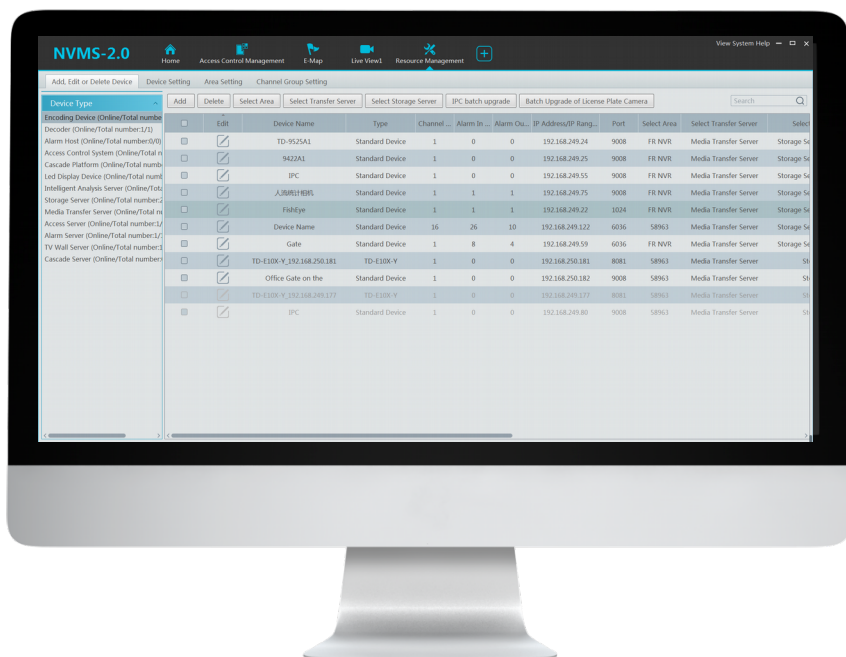 NVMS-2.0
Home Access Control Management E-Map Live View1 Resource Management View System Help
Add, Edit or Delete Device Device Setting Area Setting Channel Group Setting
Device Type
Add Delete Select Area Select Transfer Server Select Storage Server IPC batch upgrade Batch Upgrade of License Plate Camera Search
Encoding Device (Online/Total numbe
Decoder (Online/Total number:1/1)
Alarm Host (Online/Total number:0/0)
Access Control System (Online/Total n
Cascade Platform (Online/Total numb
Led Display Device (Online/Total numb
Intelligent Analysis Server (Online/Tota
Storage Server (Online/Total number:2
Media Transfer Server (Online/Total nu
Access Server (Online/Total number:1/
Alarm Server (Online/Total number:1/
TV Wall Server (Online/Total number:1
Cascade Server (Online/Total number:
Edit Device Name Type Channel ... Alarm In ... Alarm Ou... IP Address/IP Rang... Port Select Area Select Transfer Server Select
TD-9525A1 Standard Device 1 0 0 192.168.249.24 9008 FR NVR Media Transfer Server Storage Se
9422A1 Standard Device 1 0 0 192.168.249.25 9008 FR NVR Media Transfer Server Storage Se
IPC Standard Device 1 0 0 192.168.249.55 9008 FR NVR Media Transfer Server Storage Se
人流统计相机 Standard Device 1 1 1 192.168.249.75 9008 FR NVR Media Transfer Server Storage Se
FishEye Standard Device 1 1 1 192.168.249.22 1024 FR NVR Media Transfer Server Storage Se
Device Name Standard Device 16 26 10 192.168.249.122 6036 58963 Media Transfer Server Storage Se
Gate Standard Device 1 8 4 192.168.249.59 6036 FR NVR Media Transfer Server Storage Se
TD-E10X-Y_192.168.250.181 TD-E10X-Y 1 0 0 192.168.250.181 8081 58963 Media Transfer Server St
Office Gate on the Standard Device 1 0 0 192.168.250.182 9008 58963 Media Transfer Server St
TD-E10X-Y_192.168.249.177 TD-E10X-Y 1 0 0 192.168.249.177 8081 58963 Media Transfer Server St
IPC Standard Device 1 0 0 192.168.249.80 9008 58963 Media Transfer Server St